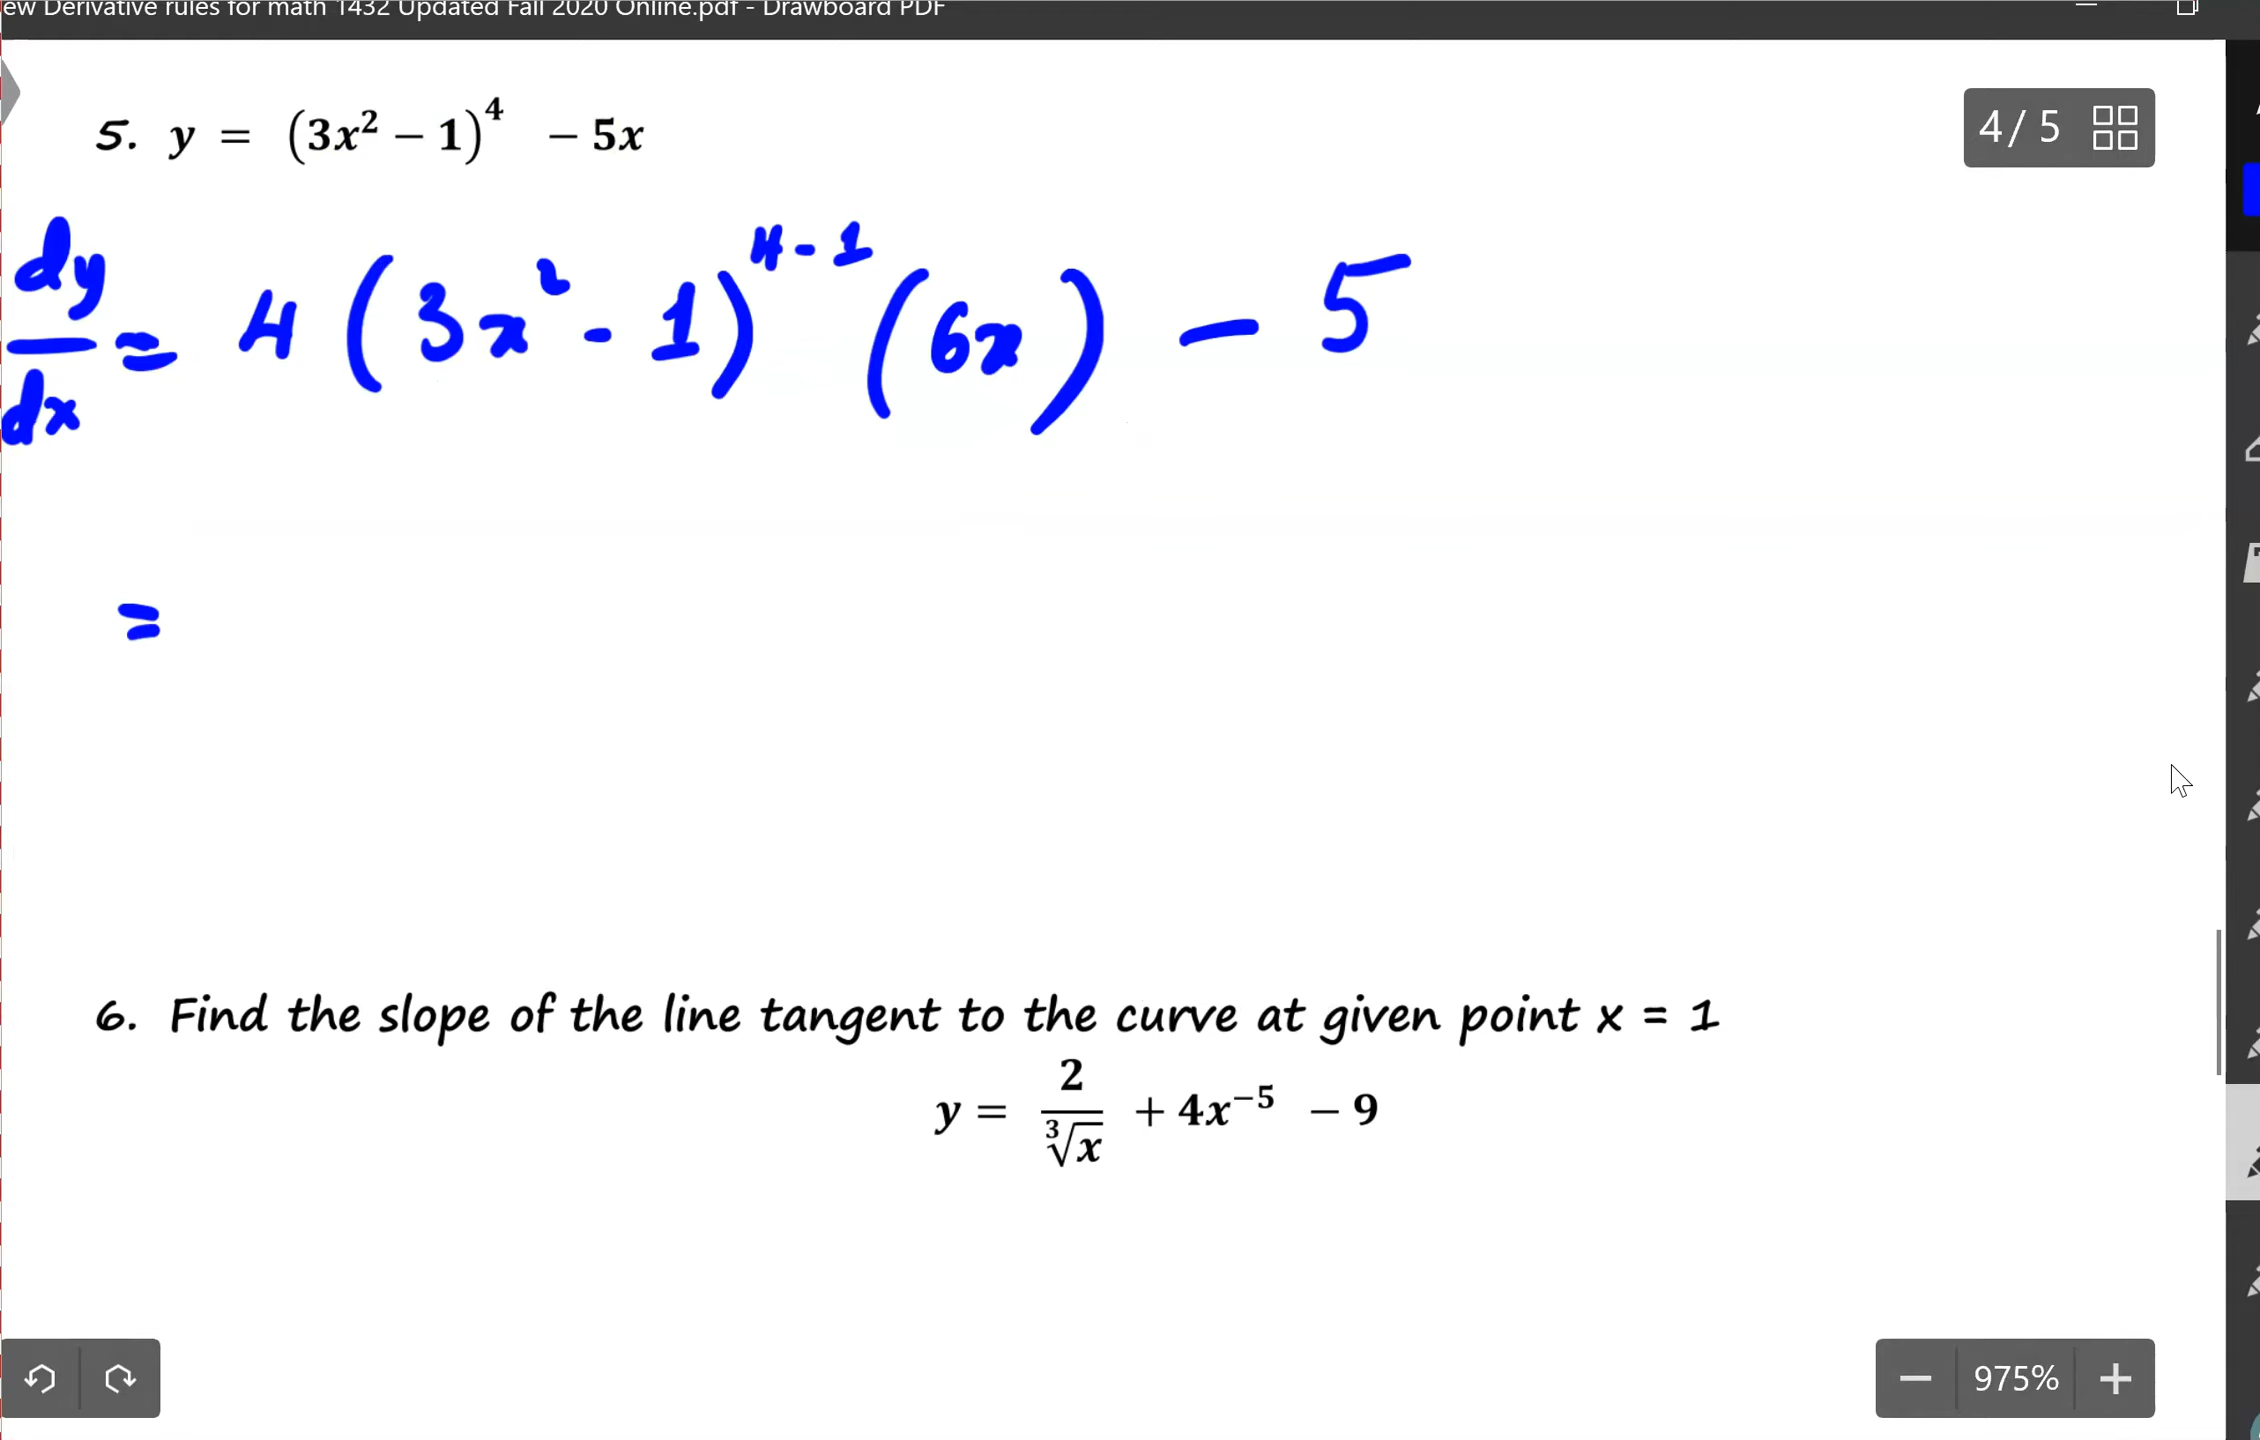 ew Derivative rules for math 1432 Updated Fall 2020 Online.pdf - Drawboard PDF
4/ 5
5. y = (3x² − 1)⁴ − 5x
dy/dx = 4(3x² - 1)⁴⁻¹(6x) - 5
=
6. Find the slope of the line tangent to the curve at given point x = 1
y = 2/∛x + 4x⁻⁵ − 9
975%